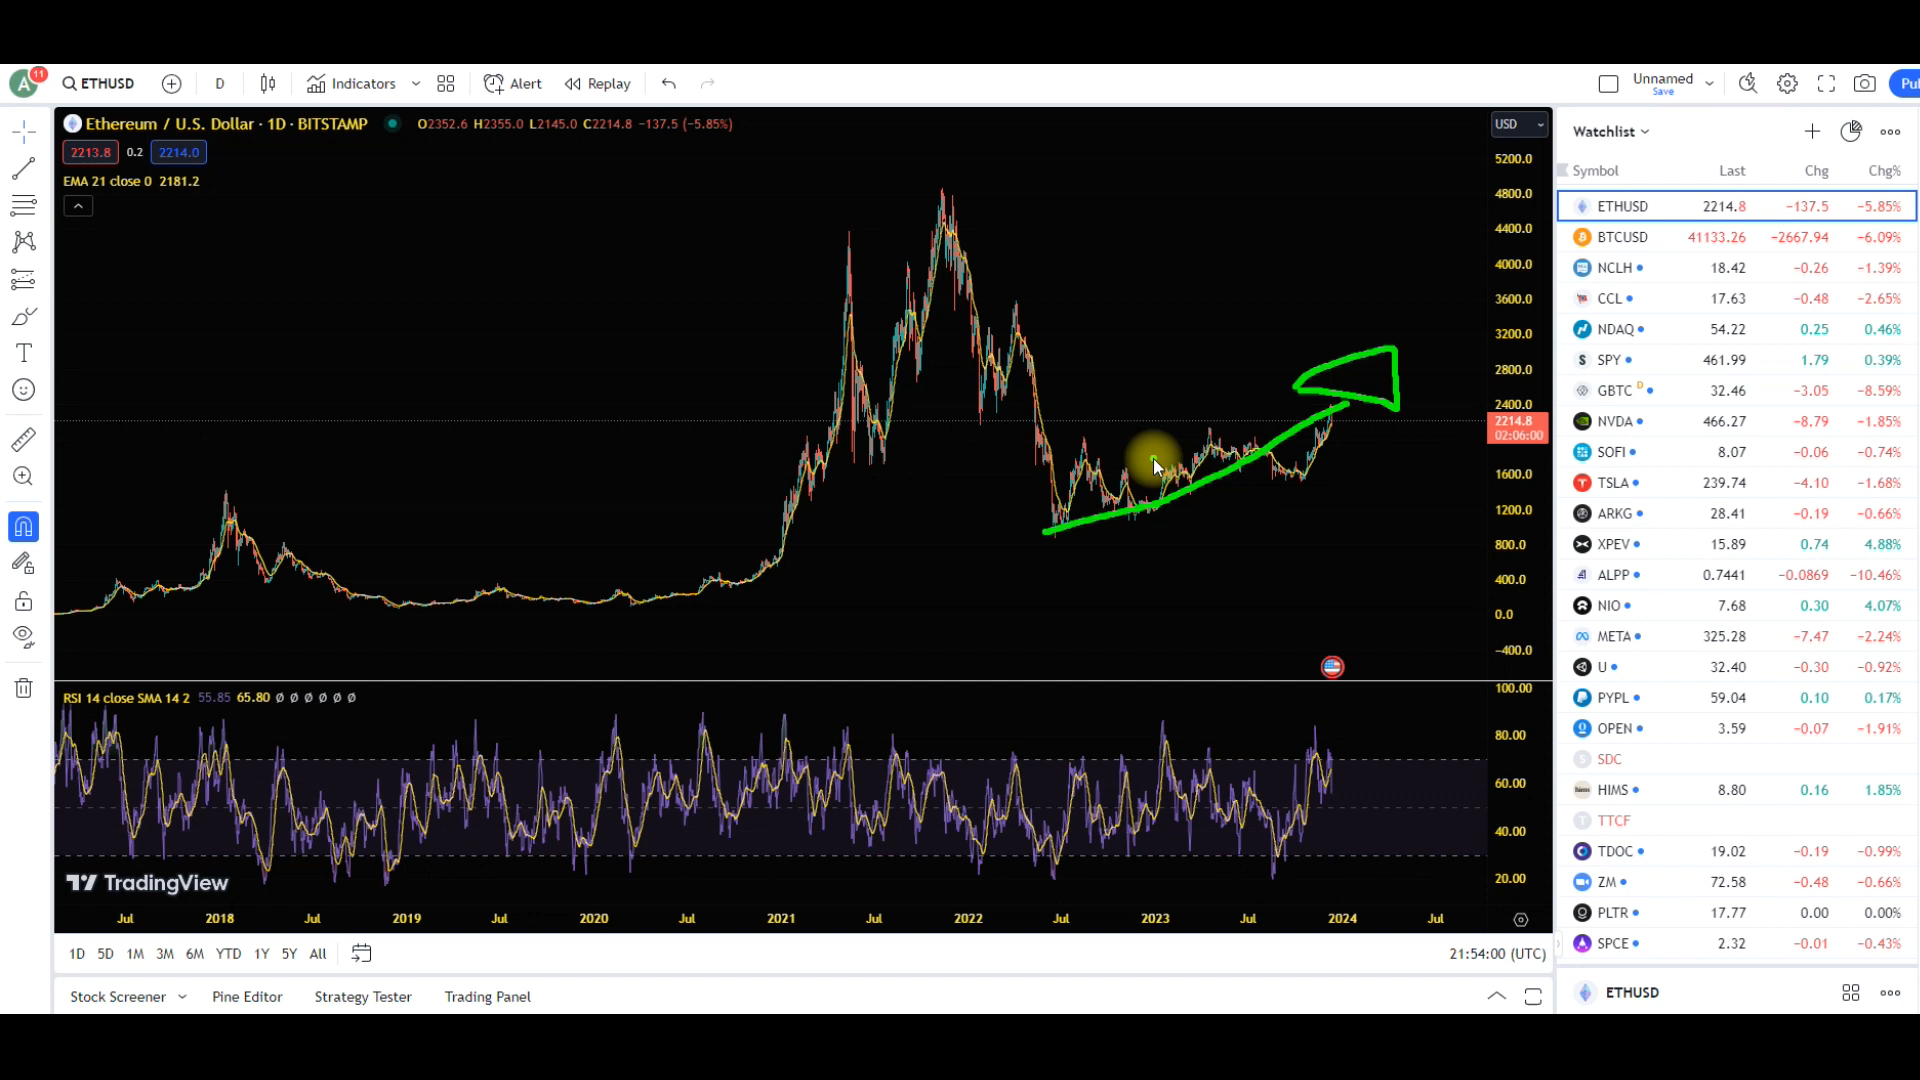 A 11 ETHUSD D Indicators Alert Replay Unnamed Save Pul
Ethereum / U.S. Dollar · 1D · BITSTAMP O2352.6 H2355.0 L2145.0 C2214.8 −137.5 (−5.85%) USD
2213.8 0.2 2214.0
EMA 21 close 0 2181.2
5200.0
4800.0
4400.0
4000.0
3600.0
3200.0
2800.0
2400.0
2214.8
02:06:00
1600.0
1200.0
800.0
400.0
0.0
−400.0
RSI 14 close SMA 14 2 55.85 65.80 Ø Ø Ø Ø Ø Ø
100.00
80.00
60.00
40.00
20.00
TradingView
Jul 2018 Jul 2019 Jul 2020 Jul 2021 Jul 2022 Jul 2023 Jul 2024 Jul
1D 5D 1M 3M 6M YTD 1Y 5Y All 21:54:00 (UTC)
Stock Screener Pine Editor Strategy Tester Trading Panel
Watchlist
Symbol Last Chg Chg%
ETHUSD 2214.8 −137.5 −5.85%
BTCUSD 41133.26 −2667.94 −6.09%
NCLH 18.42 −0.26 −1.39%
CCL 17.63 −0.48 −2.65%
NDAQ 54.22 0.25 0.46%
S SPY 461.99 1.79 0.39%
GBTC D 32.46 −3.05 −8.59%
NVDA 466.27 −8.79 −1.85%
SOFI 8.07 −0.06 −0.74%
TSLA 239.74 −4.10 −1.68%
ARKG 28.41 −0.19 −0.66%
XPEV 15.89 0.74 4.88%
ALPP 0.7441 −0.0869 −10.46%
NIO 7.68 0.30 4.07%
META 325.28 −7.47 −2.24%
U 32.40 −0.30 −0.92%
PYPL 59.04 0.10 0.17%
OPEN 3.59 −0.07 −1.91%
S SDC
hims HIMS 8.80 0.16 1.85%
T TTCF
TDOC 19.02 −0.19 −0.99%
ZM 72.58 −0.48 −0.66%
PLTR 17.77 0.00 0.00%
SPCE 2.32 −0.01 −0.43%
ETHUSD